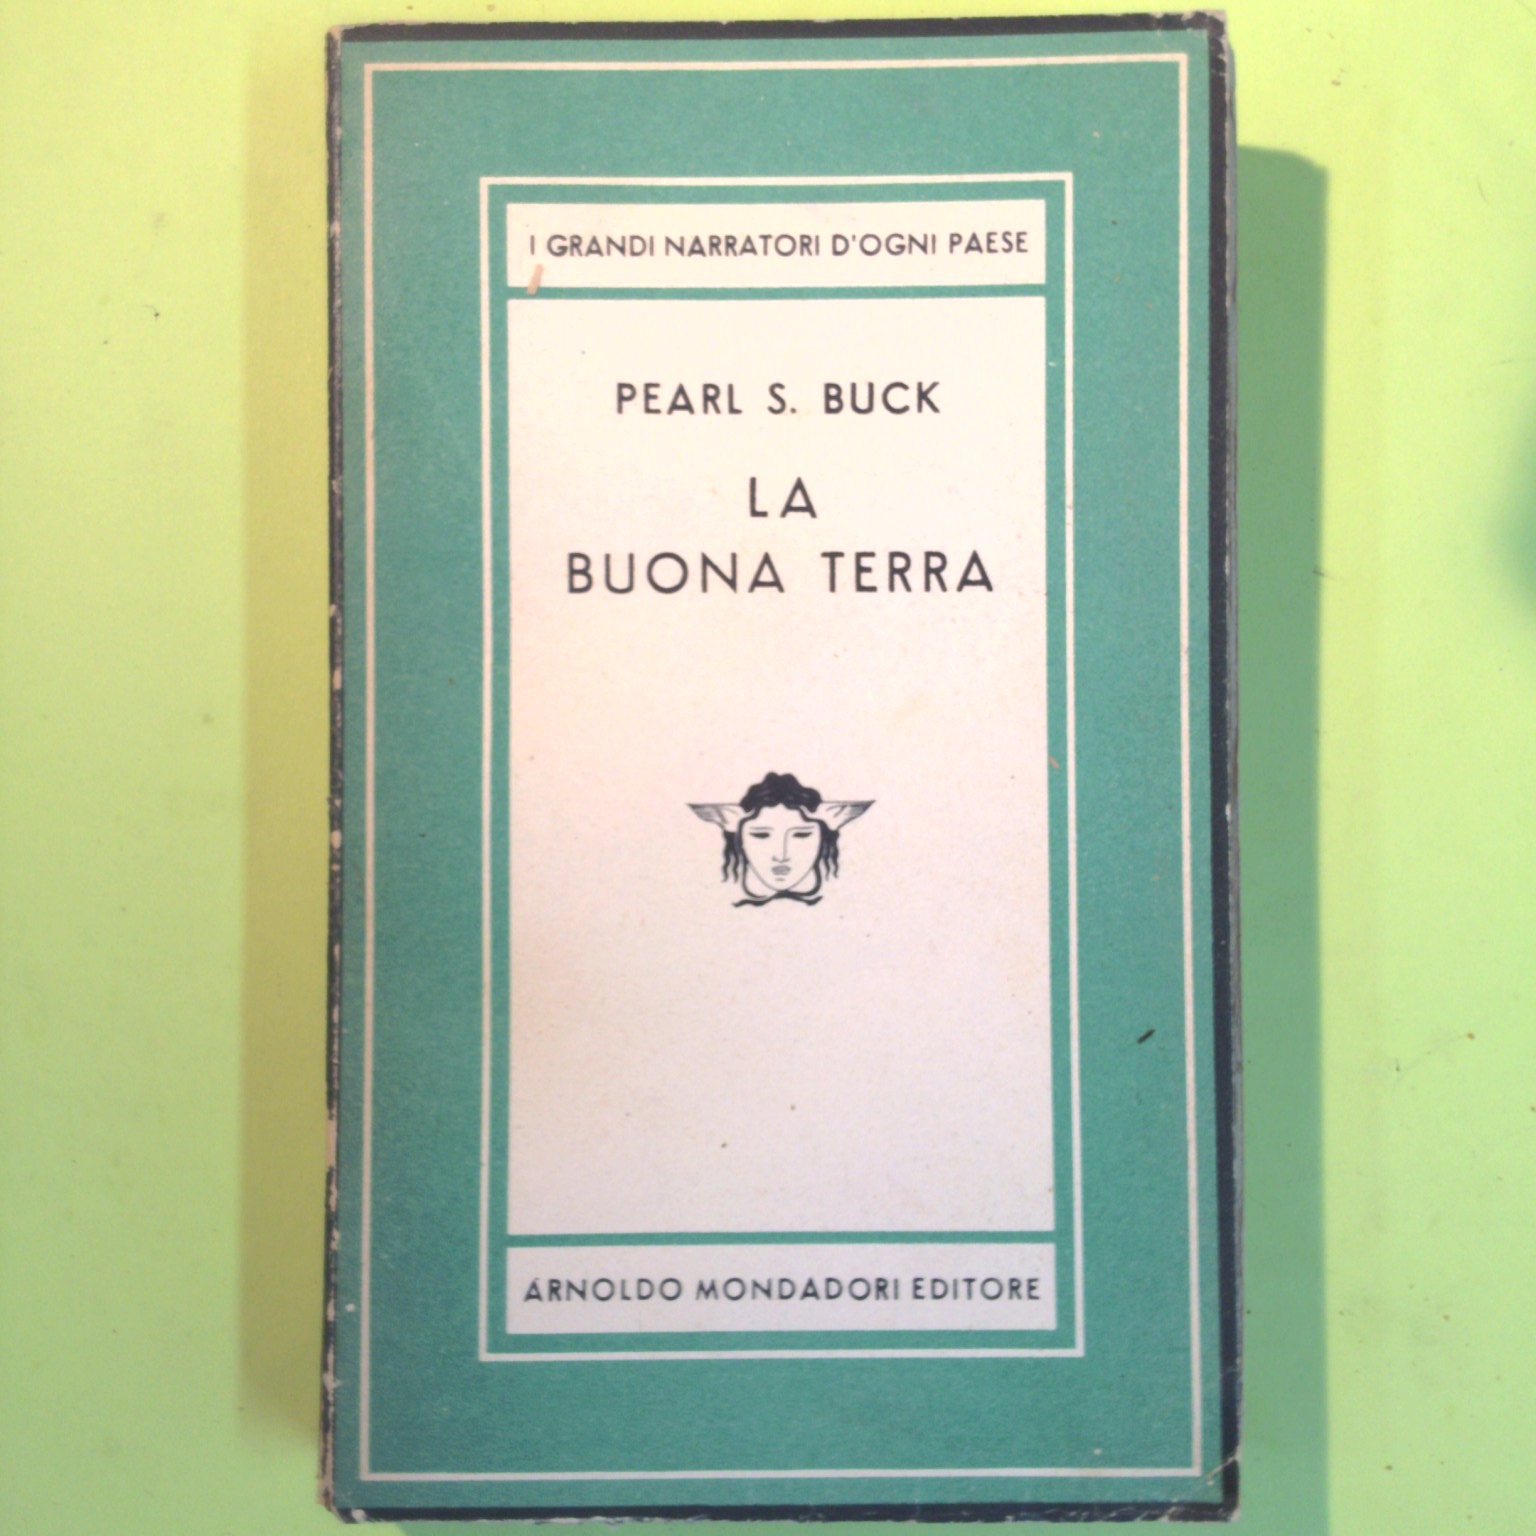 I GRANDI NARRATORI D'OGNI PAESE
PEARL S. BUCK
LA
BUONA TERRA
ARNOLDO MONDADORI EDITORE